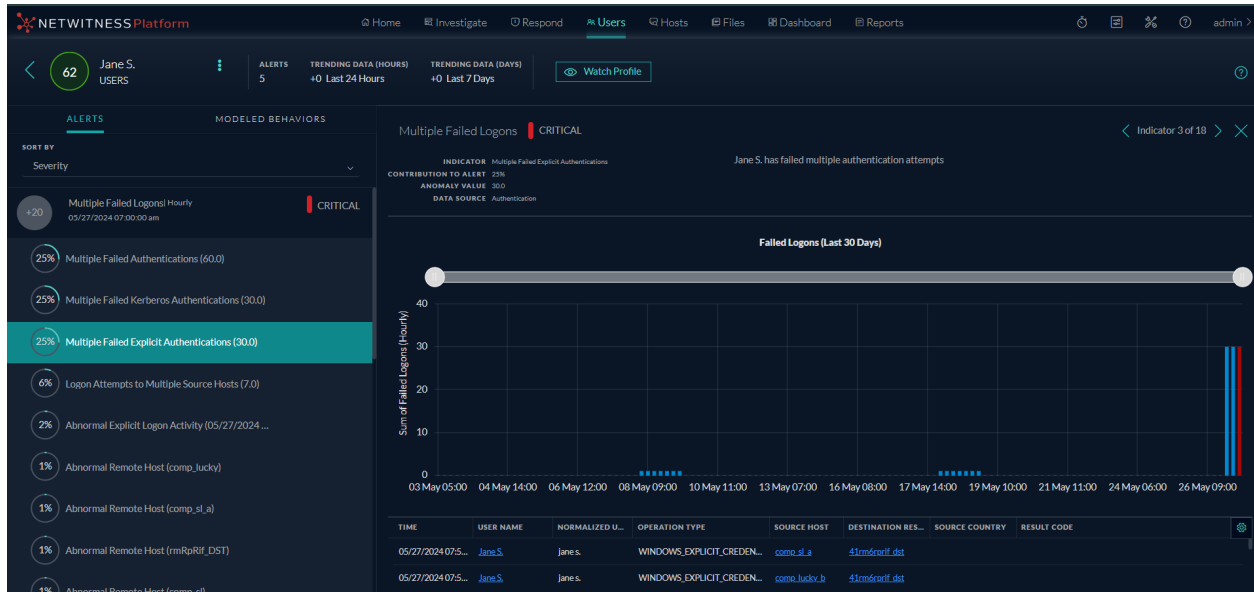 NETWITNESS Platform
Home Investigate Respond Users Hosts Files Dashboard Reports admin
62 Jane S.
USERS
ALERTS
5
TRENDING DATA (HOURS)
+0 Last 24 Hours
TRENDING DATA (DAYS)
+0 Last 7 Days
Watch Profile
ALERTS MODELED BEHAVIORS
SORT BY
Severity
+20 Multiple Failed Logons| Hourly CRITICAL
05/27/2024 07:00:00 am
25% Multiple Failed Authentications (60.0)
25% Multiple Failed Kerberos Authentications (30.0)
25% Multiple Failed Explicit Authentications (30.0)
6% Logon Attempts to Multiple Source Hosts (7.0)
2% Abnormal Explicit Logon Activity (05/27/2024 ...
1% Abnormal Remote Host (comp_lucky)
1% Abnormal Remote Host (comp_sl_a)
1% Abnormal Remote Host (rmRpRif_DST)
1% Abnormal Remote Host (comp_sl)
Multiple Failed Logons CRITICAL
Indicator 3 of 18
INDICATOR Multiple Failed Explicit Authentications
CONTRIBUTION TO ALERT 25%
ANOMALY VALUE 30.0
DATA SOURCE Authentication
Jane S. has failed multiple authentication attempts
Failed Logons (Last 30 Days)
Sum of Failed Logons (Hourly)
40
30
20
10
0
03 May 05:00 04 May 14:00 06 May 12:00 08 May 09:00 10 May 11:00 13 May 07:00 16 May 08:00 17 May 14:00 19 May 10:00 21 May 11:00 24 May 06:00 26 May 09:00
TIME USER NAME NORMALIZED U... OPERATION TYPE SOURCE HOST DESTINATION RES... SOURCE COUNTRY RESULT CODE
05/27/2024 07:5... Jane S. jane s. WINDOWS_EXPLICIT_CREDEN... comp_sl_a 41rm6rprif_dst
05/27/2024 07:5... Jane S. jane s. WINDOWS_EXPLICIT_CREDEN... comp_lucky_b 41rm6rprif_dst